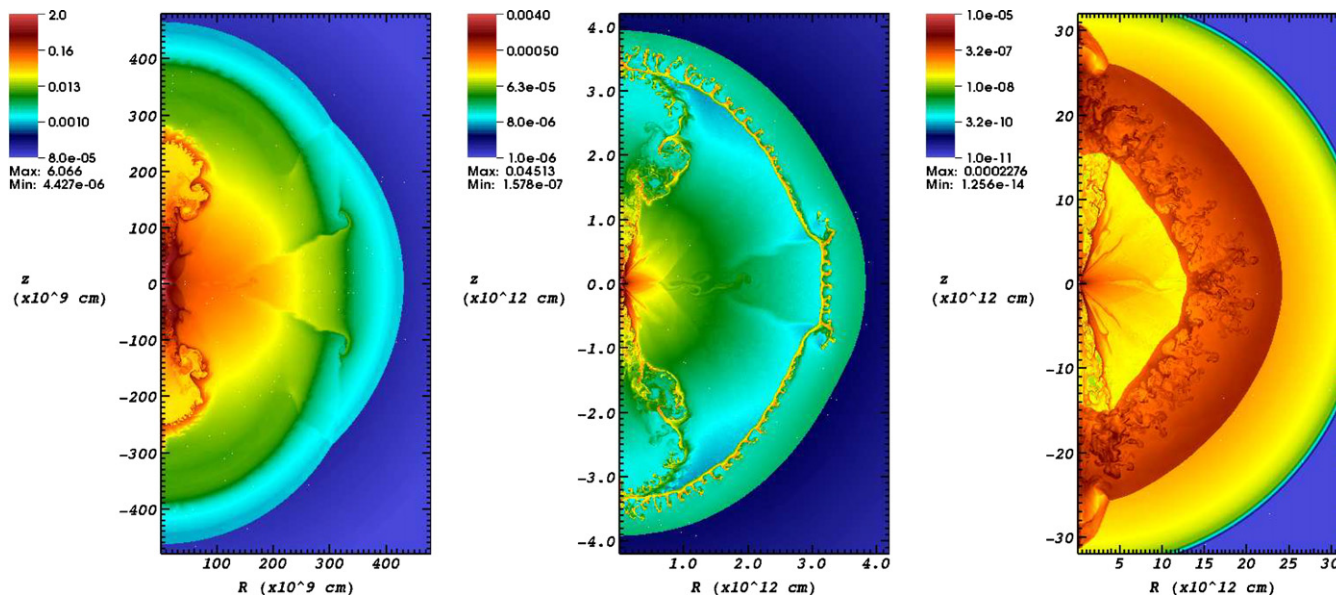 2.0
0.16
0.013
0.0010
8.0e-05
Max: 6.066
Min: 4.427e-06
400
300
200
100
0
-100
-200
-300
-400
z
(x10^9 cm)
100 200 300 400
R (x10^9 cm)
0.0040
0.00050
6.3e-05
8.0e-06
1.0e-06
Max: 0.04513
Min: 1.578e-07
4.0
3.0
2.0
1.0
0.0
-1.0
-2.0
-3.0
-4.0
z
(x10^12 cm)
1.0 2.0 3.0 4.0
R (x10^12 cm)
1.0e-05
3.2e-07
1.0e-08
3.2e-10
1.0e-11
Max: 0.0002276
Min: 1.256e-14
30
20
10
0
-10
-20
-30
z
(x10^12 cm)
5 10 15 20 25 30
R (x10^12 cm)